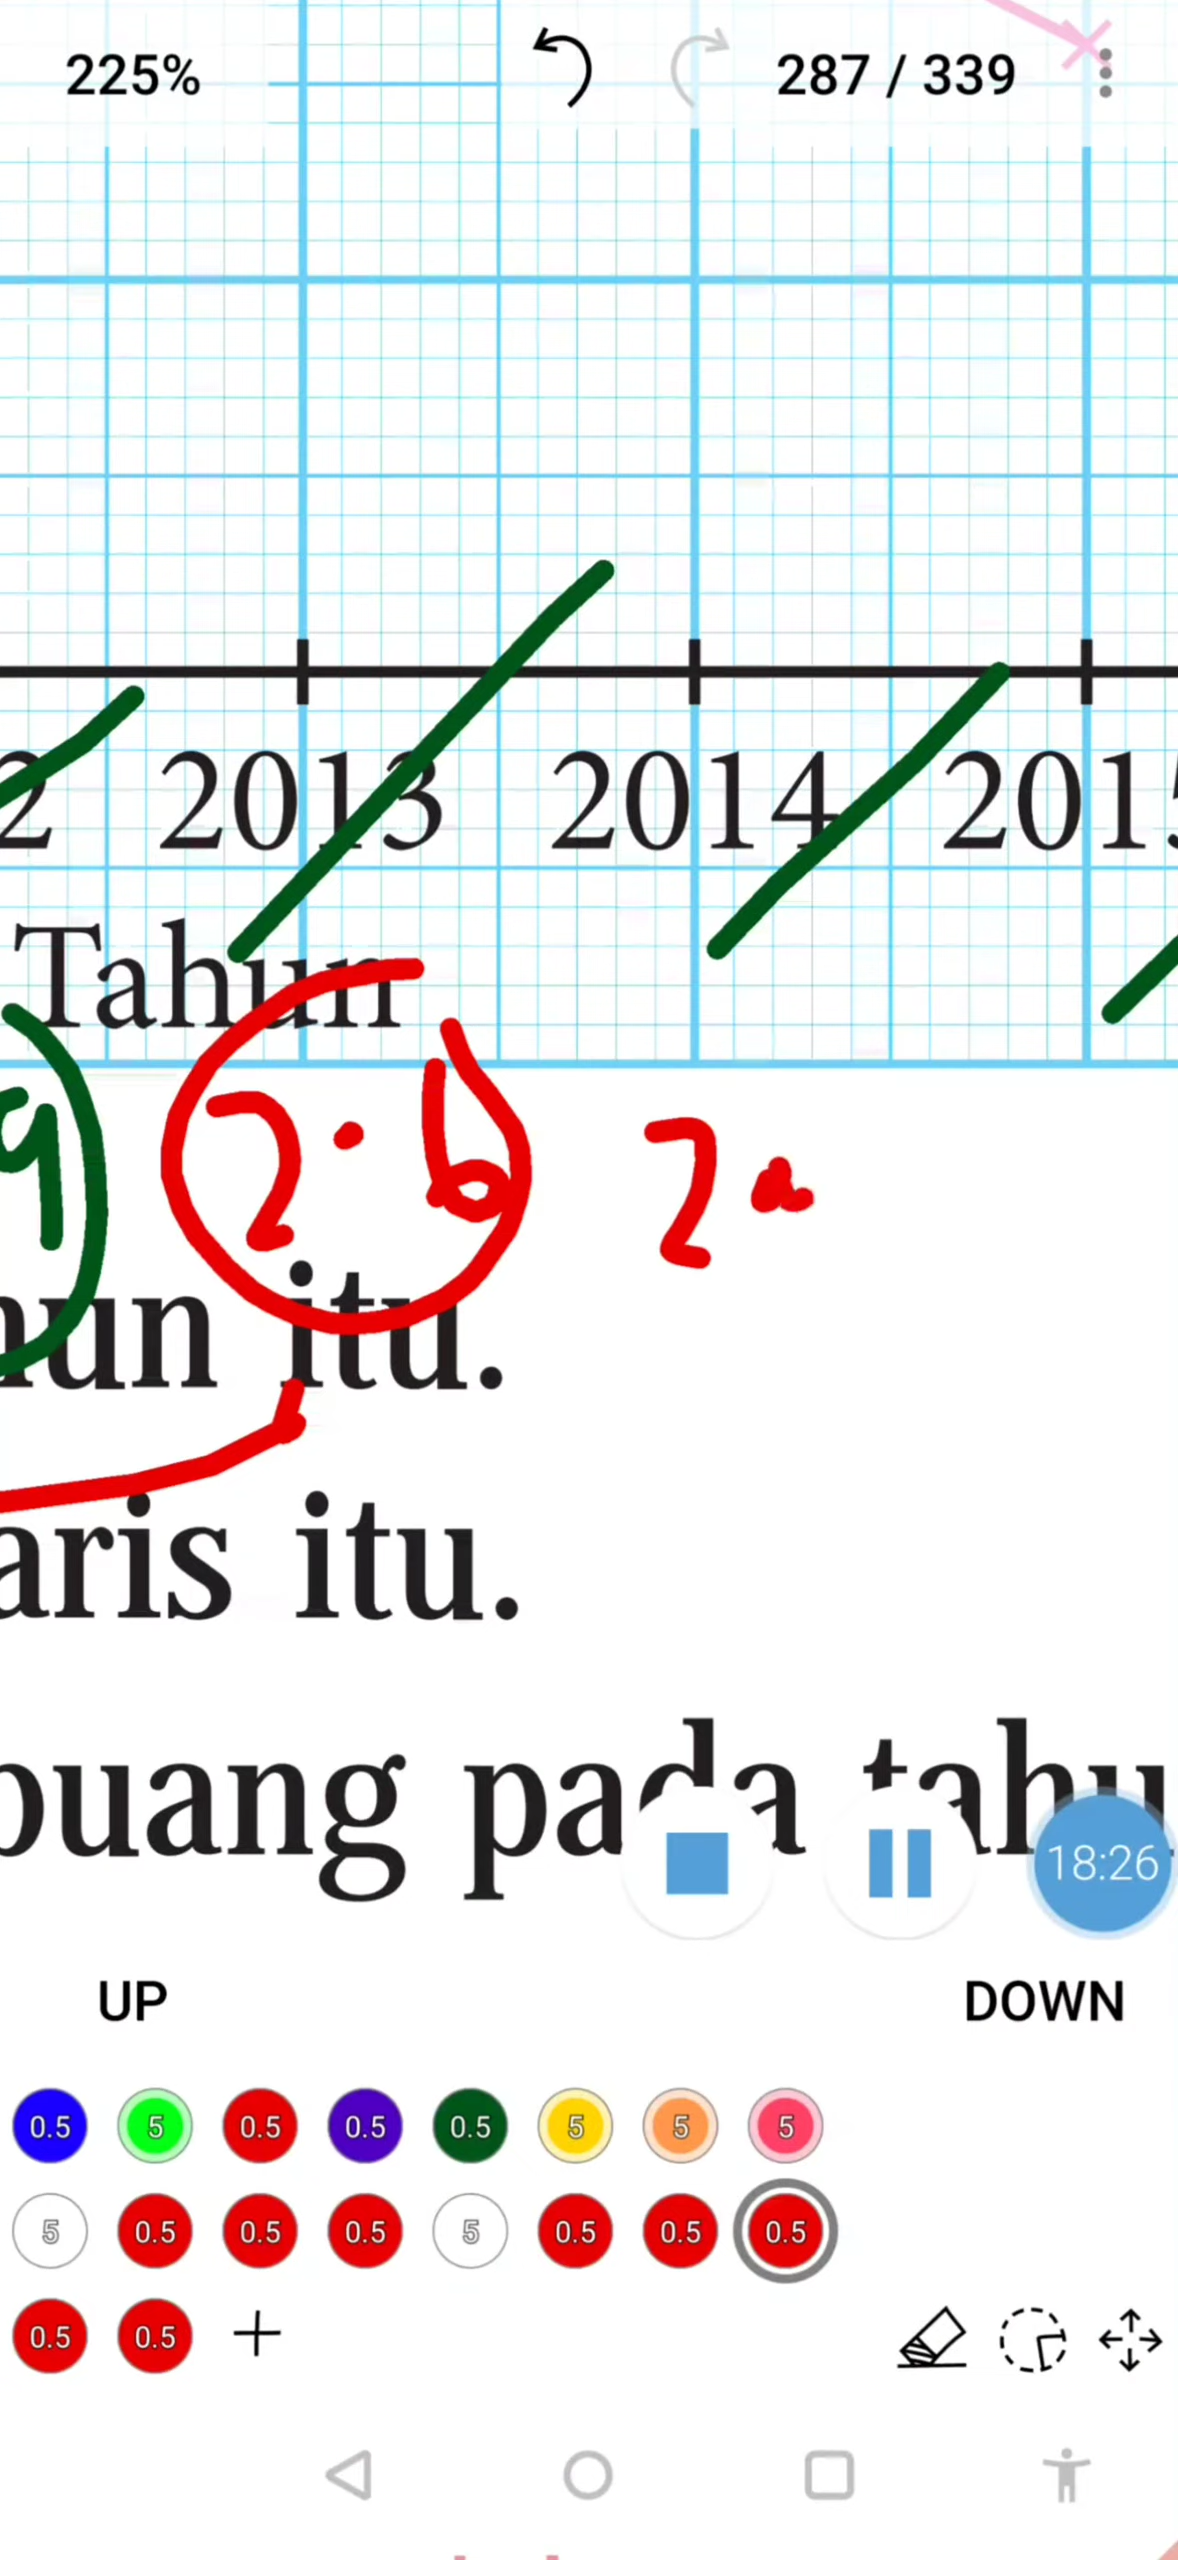 225% 287 / 339
2 2013 2014 2015
Tahun
9 2.6 2
hun itu.
aris itu.
buang pada tahu
18:26
UP DOWN
0.5 5 0.5 0.5 0.5 5 5 5
5 0.5 0.5 0.5 5 0.5 0.5 0.5
0.5 0.5 +